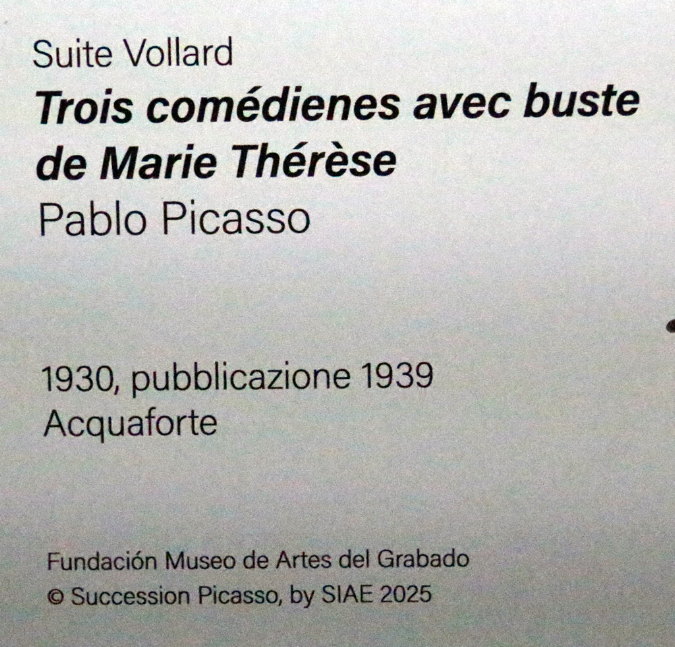 Suite Vollard
Trois comédienes avec buste
de Marie Thérèse
Pablo Picasso
1930, pubblicazione 1939
Acquaforte
Fundación Museo de Artes del Grabado
© Succession Picasso, by SIAE 2025